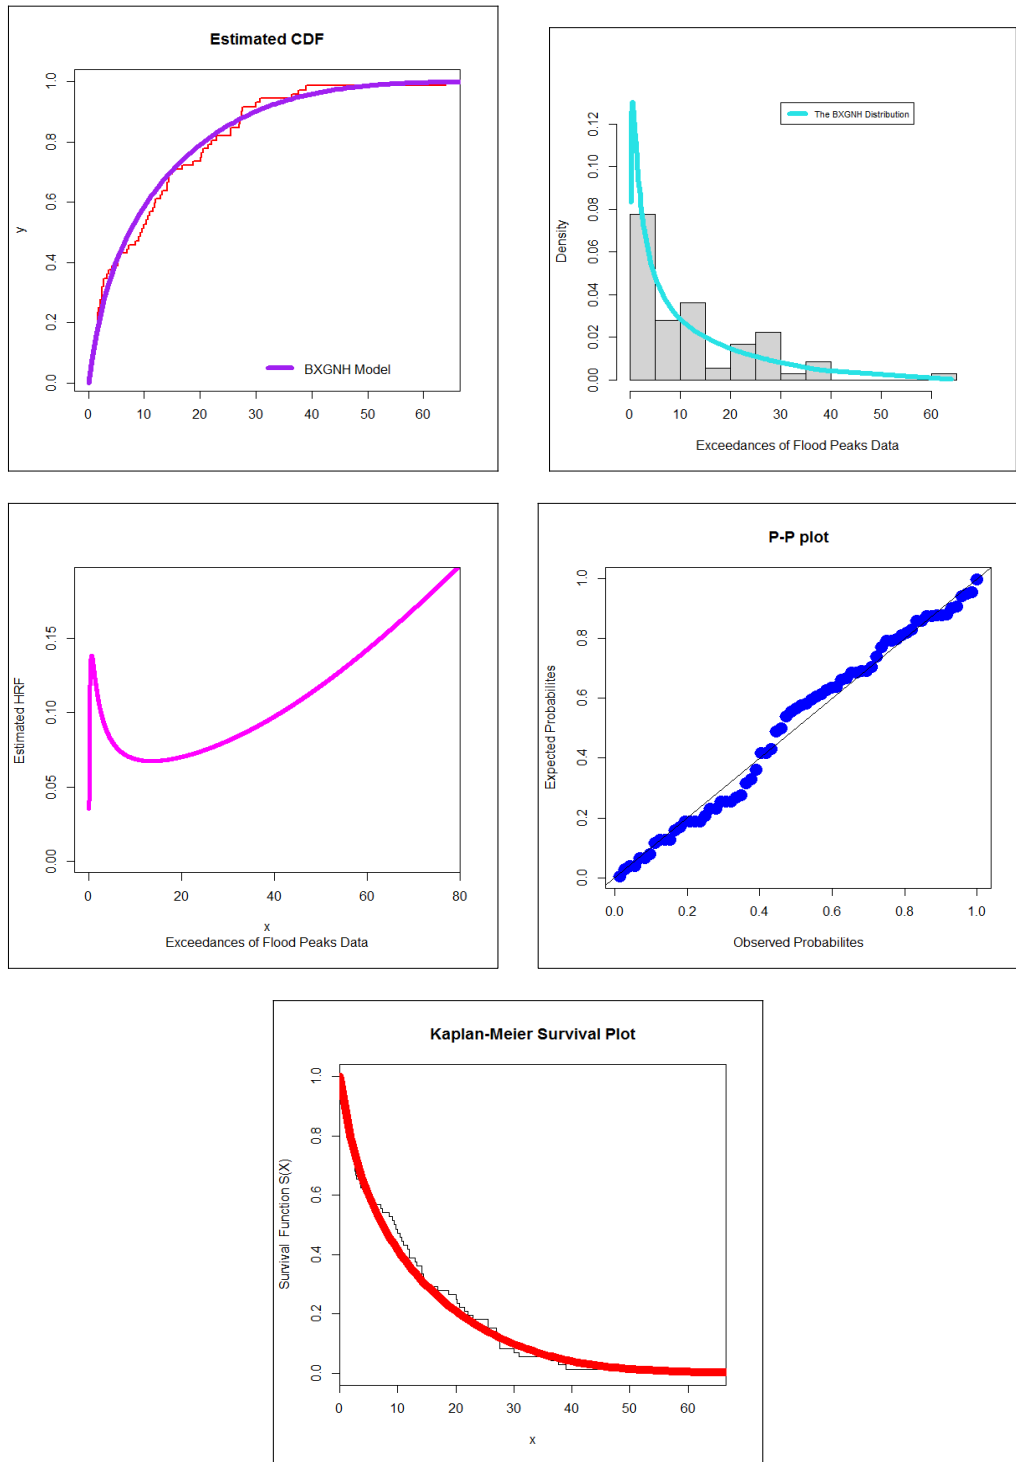 Estimated CDF
y
0.0 0.2 0.4 0.6 0.8 1.0
BXGNH Model
0 10 20 30 40 50 60
The BXGNH Distribution
Density
0.00 0.02 0.04 0.06 0.08 0.10 0.12
0 10 20 30 40 50 60
Exceedances of Flood Peaks Data
Estimated HRF
0.00 0.05 0.10 0.15
0 20 40 60 80
x
Exceedances of Flood Peaks Data
P-P plot
Expected Probabilites
0.0 0.2 0.4 0.6 0.8 1.0
0.0 0.2 0.4 0.6 0.8 1.0
Observed Probabilites
Kaplan-Meier Survival Plot
Survival Function S(X)
0.0 0.2 0.4 0.6 0.8 1.0
0 10 20 30 40 50 60
x